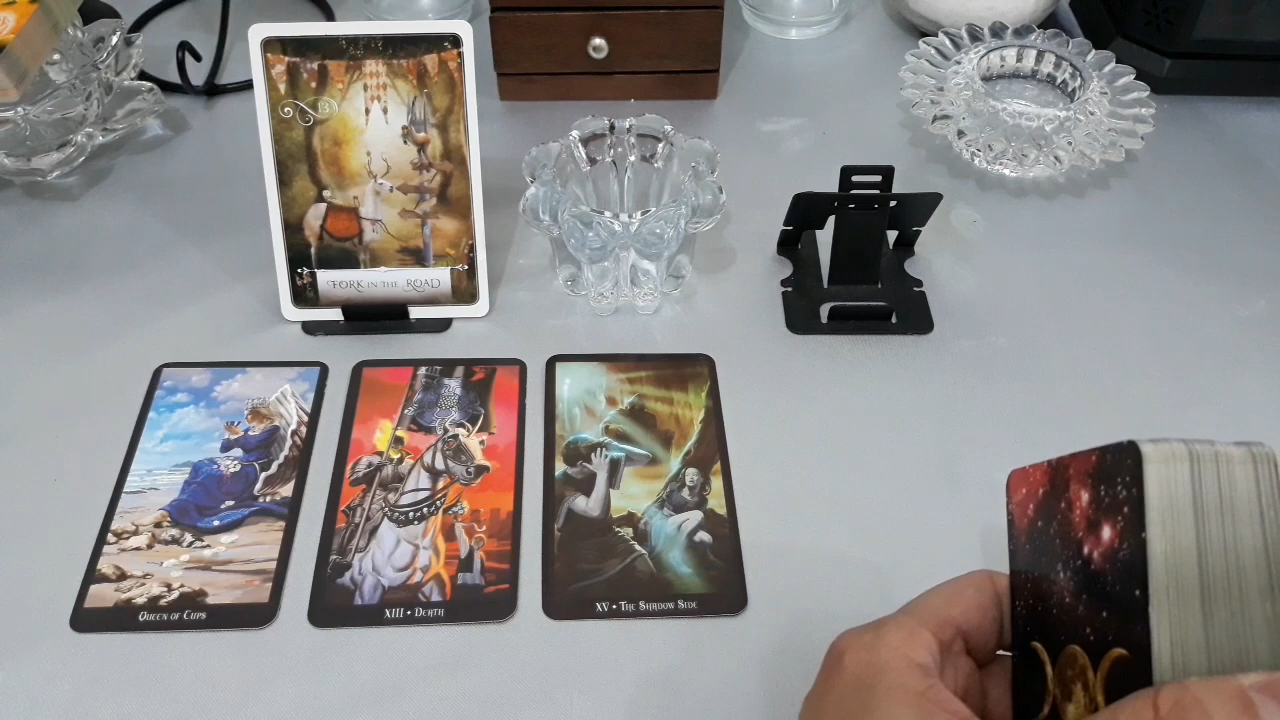 13
FORK IN THE ROAD
QUEEN OF CUPS
XIII • DEATH
XV • THE SHADOW SIDE